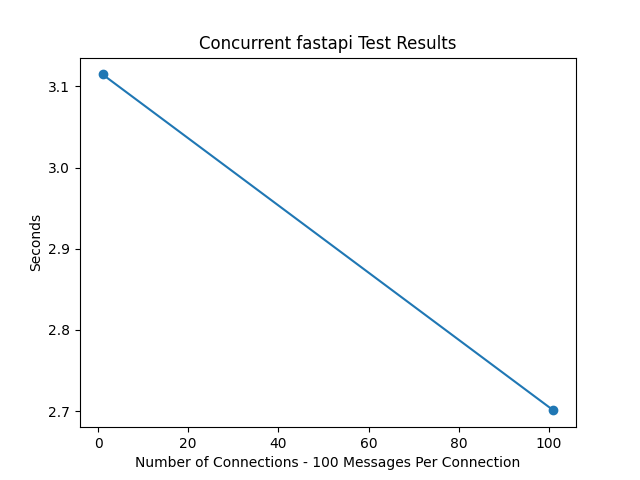 Concurrent fastapi Test Results
3.1
3.0
2.9
2.8
2.7
Seconds
0 20 40 60 80 100
Number of Connections - 100 Messages Per Connection